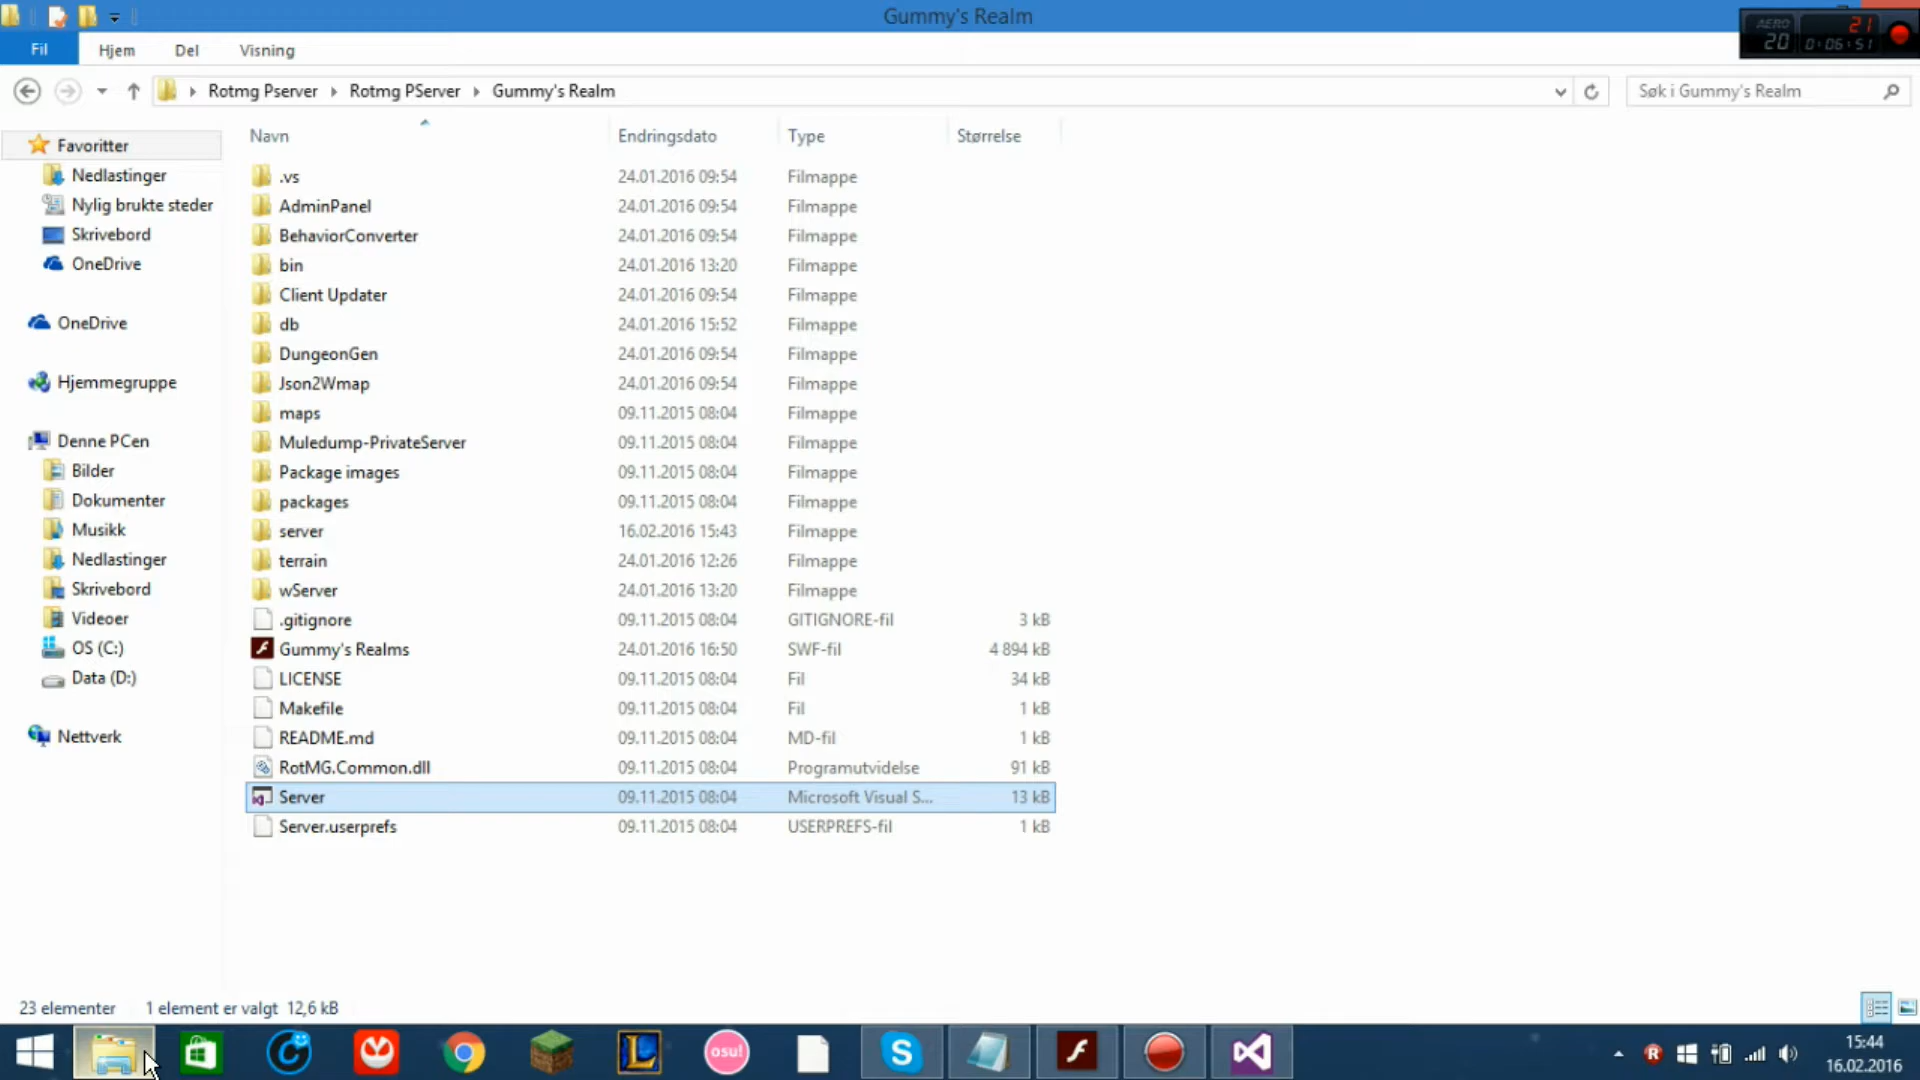 Gummy's Realm
AERO
20
21
0:06:51
Fil
Hjem
Del
Visning
Rotmg Pserver
Rotmg PServer
Gummy's Realm
Søk i Gummy's Realm
Navn
Endringsdato
Type
Størrelse
Favoritter
Nedlastinger
Nylig brukte steder
Skrivebord
OneDrive
OneDrive
Hjemmegruppe
Denne PCen
Bilder
Dokumenter
Musikk
Nedlastinger
Skrivebord
Videoer
OS (C:)
Data (D:)
Nettverk
.vs 24.01.2016 09:54 Filmappe
AdminPanel 24.01.2016 09:54 Filmappe
BehaviorConverter 24.01.2016 09:54 Filmappe
bin 24.01.2016 13:20 Filmappe
Client Updater 24.01.2016 09:54 Filmappe
db 24.01.2016 15:52 Filmappe
DungeonGen 24.01.2016 09:54 Filmappe
Json2Wmap 24.01.2016 09:54 Filmappe
maps 09.11.2015 08:04 Filmappe
Muledump-PrivateServer 09.11.2015 08:04 Filmappe
Package images 09.11.2015 08:04 Filmappe
packages 09.11.2015 08:04 Filmappe
server 16.02.2016 15:43 Filmappe
terrain 24.01.2016 12:26 Filmappe
wServer 24.01.2016 13:20 Filmappe
.gitignore 09.11.2015 08:04 GITIGNORE-fil 3 kB
Gummy's Realms 24.01.2016 16:50 SWF-fil 4 894 kB
LICENSE 09.11.2015 08:04 Fil 34 kB
Makefile 09.11.2015 08:04 Fil 1 kB
README.md 09.11.2015 08:04 MD-fil 1 kB
RotMG.Common.dll 09.11.2015 08:04 Programutvidelse 91 kB
Server 09.11.2015 08:04 Microsoft Visual S... 13 kB
Server.userprefs 09.11.2015 08:04 USERPREFS-fil 1 kB
23 elementer
1 element er valgt 12,6 kB
osu!
15:44
16.02.2016